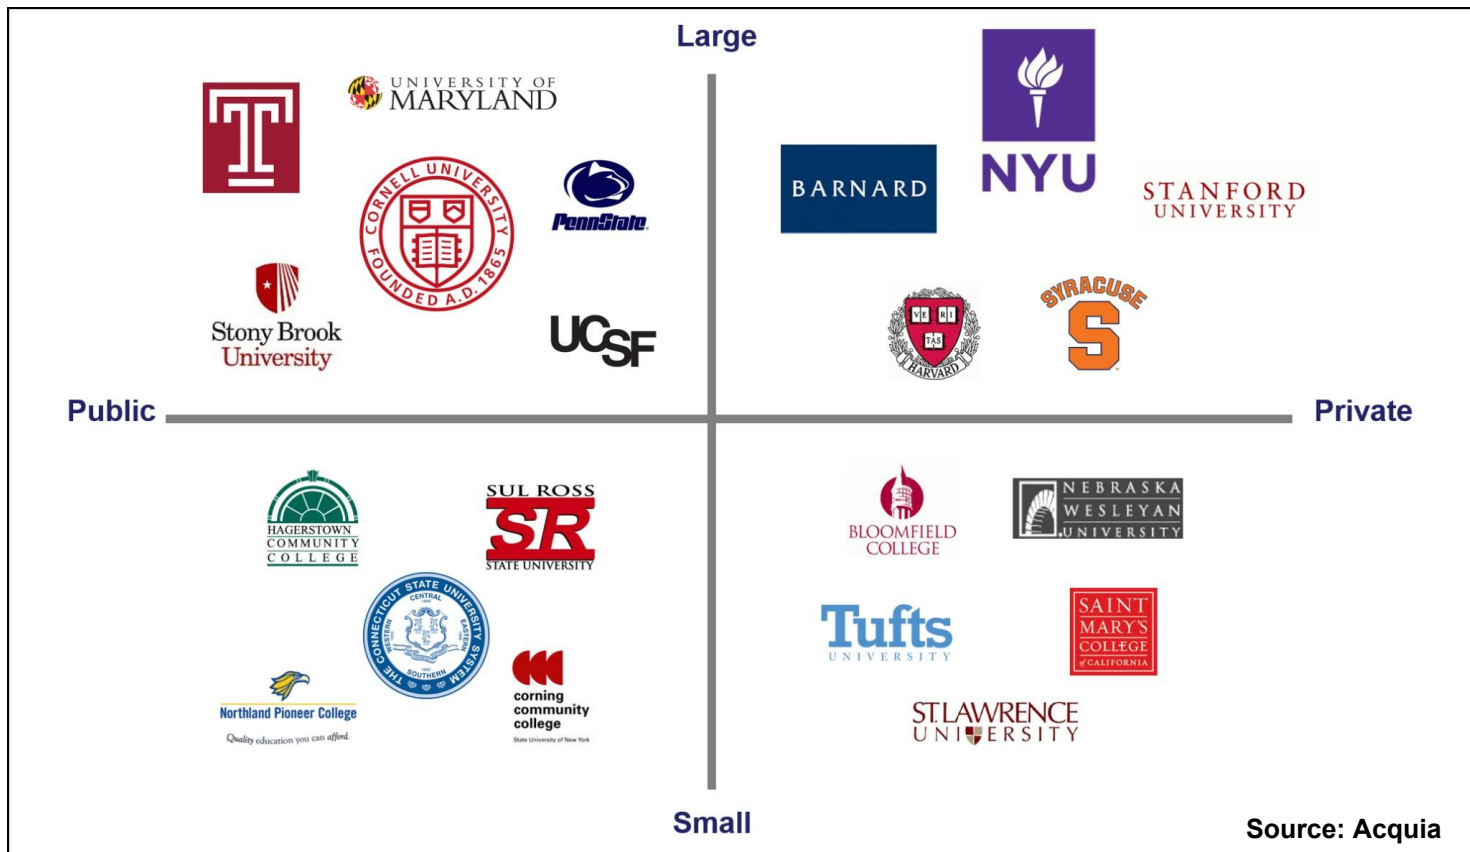 Large
T
UNIVERSITY OF
MARYLAND
CORNELL UNIVERSITY
FOUNDED A.D. 1865
PennState
Stony Brook
University
UCSF
BARNARD
NYU
STANFORD
UNIVERSITY
VE RI
TAS
HARVARD
SYRACUSE
S
Public
Private
HAGERSTOWN
COMMUNITY
COLLEGE
SUL ROSS
SR
STATE UNIVERSITY
THE CONNECTICUT STATE UNIVERSITY SYSTEM
CENTRAL
WESTERN
EASTERN
SOUTHERN
Northland Pioneer College
Quality education you can afford.
corning
community
college
State University of New York
BLOOMFIELD
COLLEGE
NEBRASKA
WESLEYAN
UNIVERSITY
Tufts
UNIVERSITY
SAINT
MARY'S
COLLEGE
of CALIFORNIA
ST. LAWRENCE
UNIVERSITY
Small
Source: Acquia